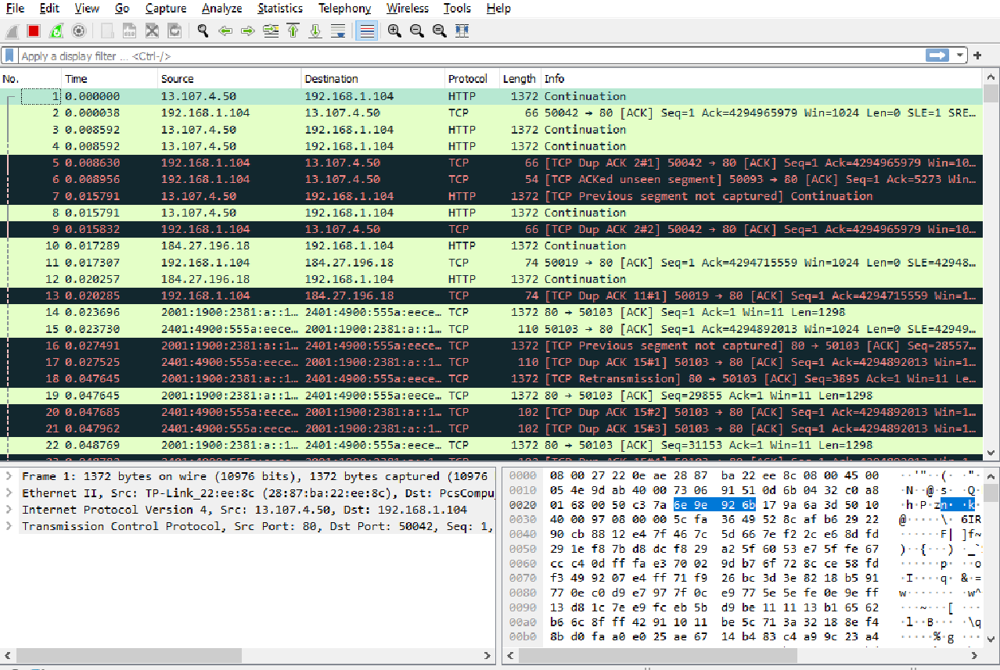 File Edit View Go Capture Analyze Statistics Telephony Wireless Tools Help
Apply a display filter ... <Ctrl-/>
No. Time Source Destination Protocol Length Info
1 0.000000 13.107.4.50 192.168.1.104 HTTP 1372 Continuation
2 0.000038 192.168.1.104 13.107.4.50 TCP 66 50042 → 80 [ACK] Seq=1 Ack=4294965979 Win=1024 Len=0 SLE=1 SRE…
3 0.008592 13.107.4.50 192.168.1.104 HTTP 1372 Continuation
4 0.008592 13.107.4.50 192.168.1.104 HTTP 1372 Continuation
5 0.008630 192.168.1.104 13.107.4.50 TCP 66 [TCP Dup ACK 2#1] 50042 → 80 [ACK] Seq=1 Ack=4294965979 Win=10…
6 0.008956 192.168.1.104 13.107.4.50 TCP 54 [TCP ACKed unseen segment] 50093 → 80 [ACK] Seq=1 Ack=5273 Win…
7 0.015791 13.107.4.50 192.168.1.104 HTTP 1372 [TCP Previous segment not captured] Continuation
8 0.015791 13.107.4.50 192.168.1.104 HTTP 1372 Continuation
9 0.015832 192.168.1.104 13.107.4.50 TCP 66 [TCP Dup ACK 2#2] 50042 → 80 [ACK] Seq=1 Ack=4294965979 Win=10…
10 0.017289 184.27.196.18 192.168.1.104 HTTP 1372 Continuation
11 0.017307 192.168.1.104 184.27.196.18 TCP 74 50019 → 80 [ACK] Seq=1 Ack=4294715559 Win=1024 Len=0 SLE=42948…
12 0.020257 184.27.196.18 192.168.1.104 HTTP 1372 Continuation
13 0.020285 192.168.1.104 184.27.196.18 TCP 74 [TCP Dup ACK 11#1] 50019 → 80 [ACK] Seq=1 Ack=4294715559 Win=1…
14 0.023696 2001:1900:2381:a::1… 2401:4900:555a:eece… TCP 1372 80 → 50103 [ACK] Seq=1 Ack=1 Win=11 Len=1298
15 0.023730 2401:4900:555a:eece… 2001:1900:2381:a::1… TCP 110 50103 → 80 [ACK] Seq=1 Ack=4294892013 Win=1024 Len=0 SLE=42949…
16 0.027491 2001:1900:2381:a::1… 2401:4900:555a:eece… TCP 1372 [TCP Previous segment not captured] 80 → 50103 [ACK] Seq=28557…
17 0.027525 2401:4900:555a:eece… 2001:1900:2381:a::1… TCP 110 [TCP Dup ACK 15#1] 50103 → 80 [ACK] Seq=1 Ack=4294892013 Win=1…
18 0.047645 2001:1900:2381:a::1… 2401:4900:555a:eece… TCP 1372 [TCP Retransmission] 80 → 50103 [ACK] Seq=3895 Ack=1 Win=11 Le…
19 0.047645 2001:1900:2381:a::1… 2401:4900:555a:eece… TCP 1372 80 → 50103 [ACK] Seq=29855 Ack=1 Win=11 Len=1298
20 0.047685 2401:4900:555a:eece… 2001:1900:2381:a::1… TCP 102 [TCP Dup ACK 15#2] 50103 → 80 [ACK] Seq=1 Ack=4294892013 Win=1…
21 0.047962 2401:4900:555a:eece… 2001:1900:2381:a::1… TCP 102 [TCP Dup ACK 15#3] 50103 → 80 [ACK] Seq=1 Ack=4294892013 Win=1…
22 0.048769 2001:1900:2381:a::1… 2401:4900:555a:eece… TCP 1372 80 → 50103 [ACK] Seq=31153 Ack=1 Win=11 Len=1298
Frame 1: 1372 bytes on wire (10976 bits), 1372 bytes captured (10976
Ethernet II, Src: TP-Link_22:ee:8c (28:87:ba:22:ee:8c), Dst: PcsCompu
Internet Protocol Version 4, Src: 13.107.4.50, Dst: 192.168.1.104
Transmission Control Protocol, Src Port: 80, Dst Port: 50042, Seq: 1,
0000 08 00 27 22 0e ae 28 87 ba 22 ee 8c 08 00 45 00 ··'"··(· ·"
0010 05 4e 9d ab 40 00 73 06 91 51 0d 6b 04 32 c0 a8 ·N··@·s· ·Q
0020 01 68 00 50 c3 7a 6e 9e 92 6b 17 9a 6a 3d 50 10 ·h·P·zn· ·k
0030 40 00 97 08 00 00 5c fa 36 49 52 8c af b6 29 22 @·····\· 6IR
0040 90 cb 88 12 e4 7f 46 7c 5d 66 7e f2 2c e6 8d fd ······F| ]f~
0050 29 1e f8 7b d8 dc f8 29 a2 5f 60 53 e7 5f fe 67 )··{···) ·_`
0060 cc c4 0d ff fa e3 70 02 9d b7 6f 72 8c ce 58 fd ······p· ··o
0070 f3 49 92 07 e4 ff 71 f9 26 bc 3d 3e 82 18 b5 91 ·I····q· &·=
0080 77 0e c0 d9 e7 97 7f 0c e9 77 5e 5e fe 0e 9e ff w······· ·w^
0090 13 d8 1c 7e e9 fc eb 5b d9 be 11 11 13 b1 65 62 ···~···[ ···
00a0 b6 6c 8f ff 42 91 10 11 be 5c 71 3a 32 18 8e f4 ·l··B··· ·\q
00b0 8b d0 fa a0 e0 25 ae 67 14 b4 83 c4 a9 9c 23 a4 ·····%·g ···